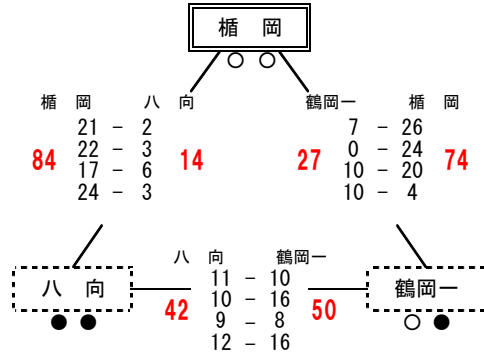 楯 岡
○ ○
楯 岡 八 向
84 14
21 - 2
22 - 3
17 - 6
24 - 3
鶴岡一 楯 岡
27 74
7 - 26
0 - 24
10 - 20
10 - 4
八 向 鶴岡一
42 50
11 - 10
10 - 16
9 - 8
12 - 16
八 向
● ●
鶴岡一
○ ●